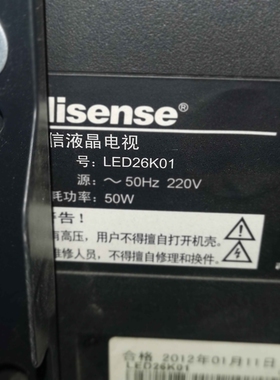 Hisense®
信液晶电视
号: LED26K01
源: ～ 50Hz 220V
耗功率: 50W
告!
高压，用户不得擅自打开机壳。
维修人员，不得擅自修理和换件。
合格 2012年01月11日
LED26K01